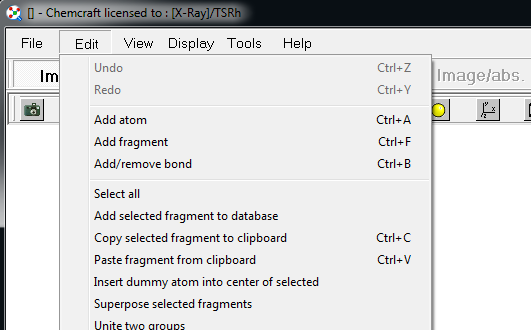 [] - Chemcraft licensed to : [X-Ray]/TSRh
File Edit View Display Tools Help
Im Image/abs.
Undo Ctrl+Z
Redo Ctrl+Y
Add atom Ctrl+A
Add fragment Ctrl+F
Add/remove bond Ctrl+B
Select all
Add selected fragment to database
Copy selected fragment to clipboard Ctrl+C
Paste fragment from clipboard Ctrl+V
Insert dummy atom into center of selected
Superpose selected fragments
Unite two groups